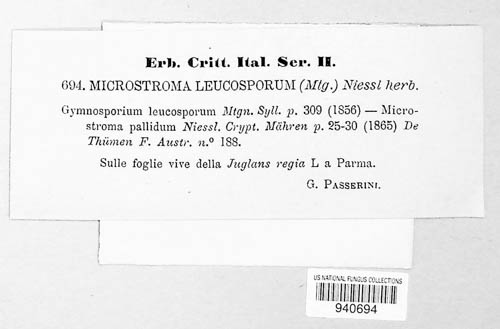 Erb. Critt. Ital. Ser. II.
694. MICROSTROMA LEUCOSPORUM (Mtg.) Niessl herb.
Gymnosporium leucosporum Mtgn. Syll. p. 309 (1856) — Micro-
stroma pallidum Niessl. Crypt. Mähren p. 25-30 (1865) De
Thümen F. Austr. n.° 188.
Sulle foglie vive della Juglans regia L a Parma.
G. PASSERINI.
US NATIONAL FUNGUS COLLECTIONS
940694